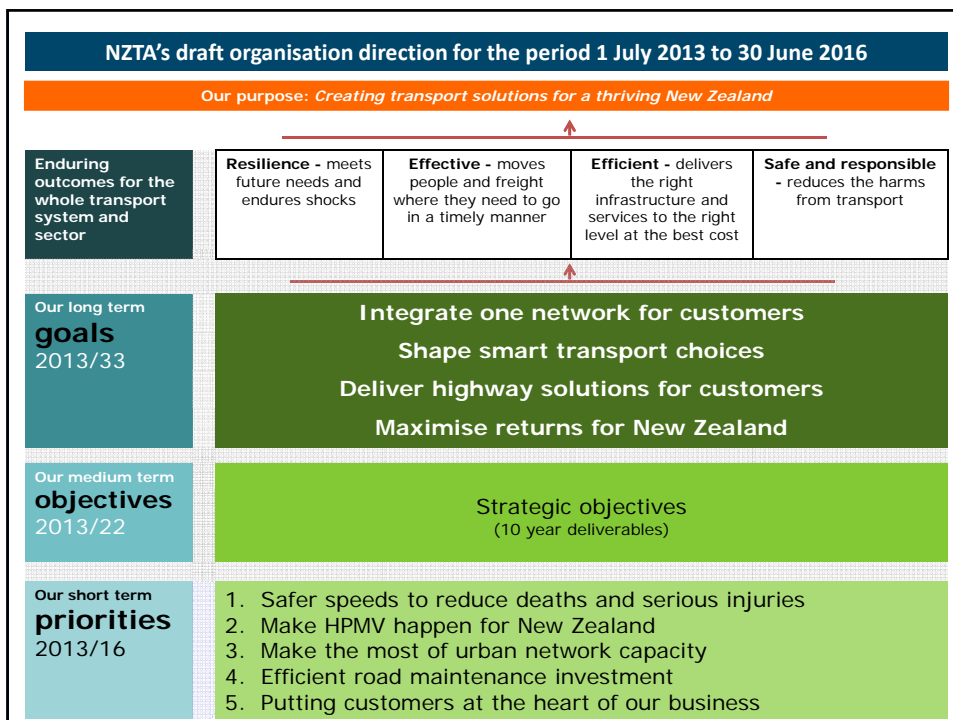 NZTA's draft organisation direction for the period 1 July 2013 to 30 June 2016
Our purpose: Creating transport solutions for a thriving New Zealand
Enduring
outcomes for the
whole transport
system and
sector
Resilience - meets
future needs and
endures shocks
Effective - moves
people and freight
where they need to go
in a timely manner
Efficient - delivers
the right
infrastructure and
services to the right
level at the best cost
Safe and responsible
- reduces the harms
from transport
Our long term
goals
2013/33
Integrate one network for customers
Shape smart transport choices
Deliver highway solutions for customers
Maximise returns for New Zealand
Our medium term
objectives
2013/22
Strategic objectives
(10 year deliverables)
Our short term
priorities
2013/16
1. Safer speeds to reduce deaths and serious injuries
2. Make HPMV happen for New Zealand
3. Make the most of urban network capacity
4. Efficient road maintenance investment
5. Putting customers at the heart of our business